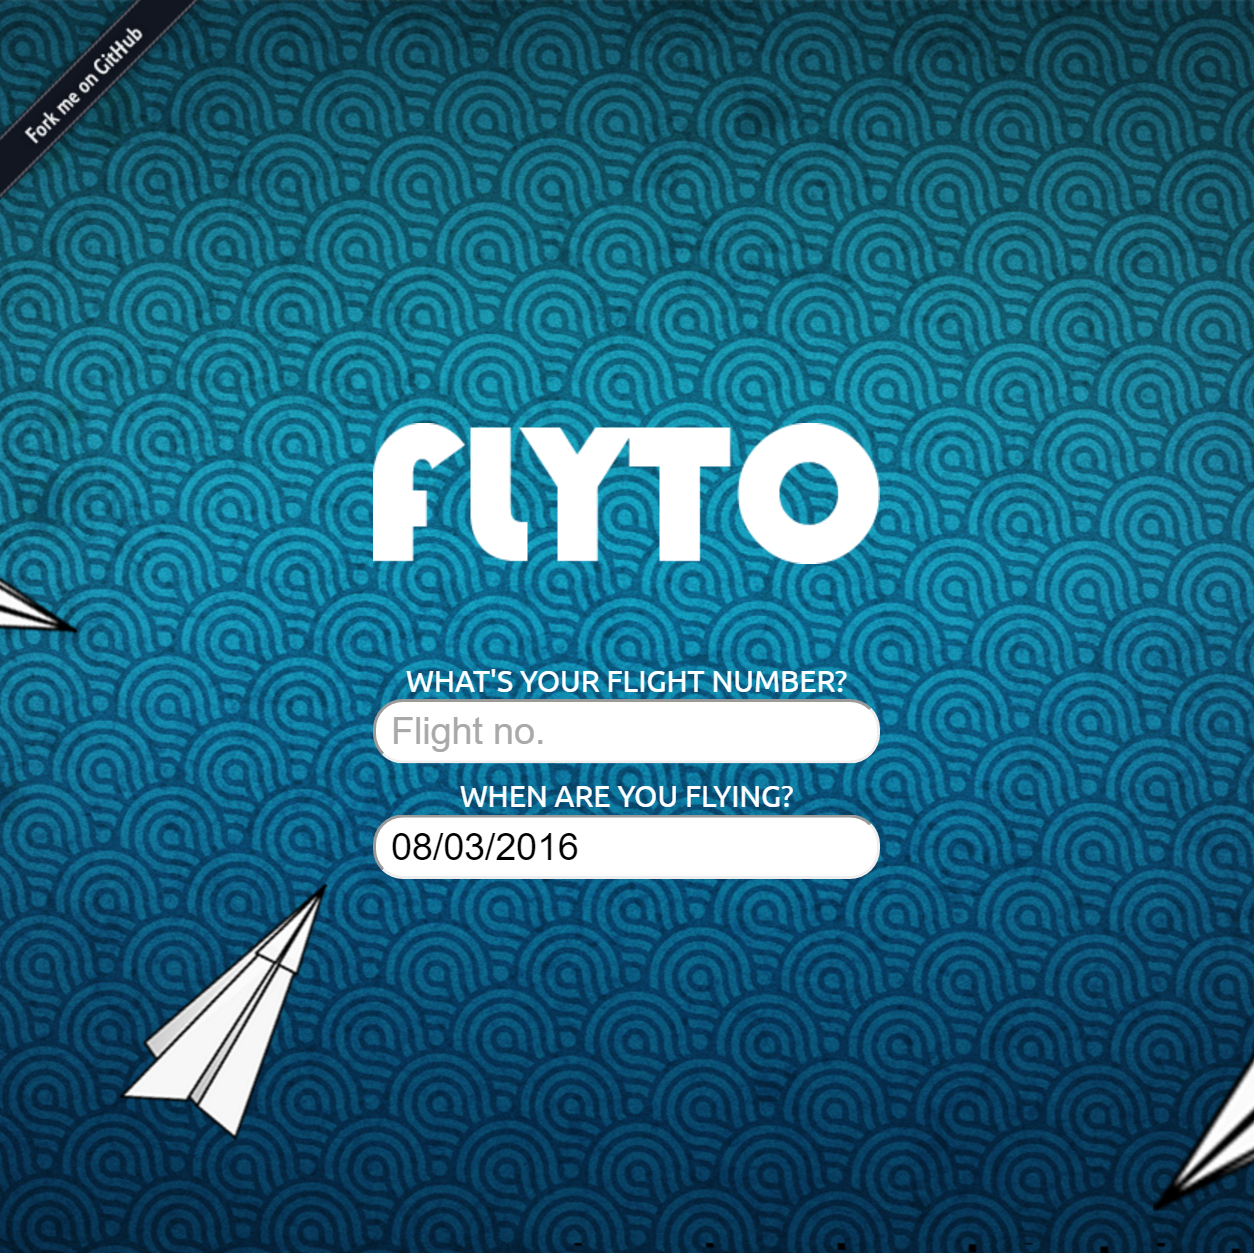 Fork me on GitHub
FLYTO
WHAT'S YOUR FLIGHT NUMBER?
Flight no.
WHEN ARE YOU FLYING?
08/03/2016